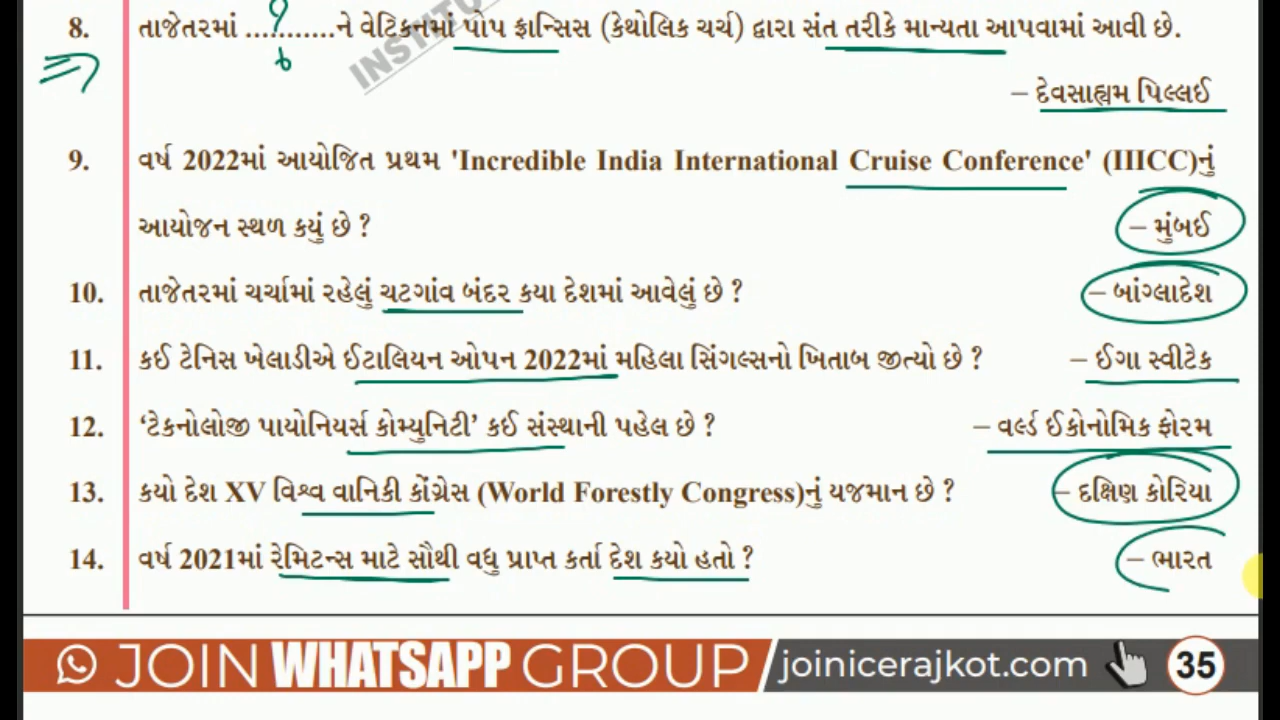 8. તાજેતરમાં ............ને વેટિકનમાં પોપ ફ્રાન્સિસ (કેથોલિક ચર્ચ) દ્વારા સંત તરીકે માન્યતા આપવામાં આવી છે.
– દેવસાહ્યમ પિલ્લઈ
9. વર્ષ 2022માં આયોજિત પ્રથમ 'Incredible India International Cruise Conference' (IIICC)નું
આયોજન સ્થળ કયું છે ? – મુંબઈ
10. તાજેતરમાં ચર્ચામાં રહેલું ચટગાંવ બંદર કયા દેશમાં આવેલું છે ? – બાંગ્લાદેશ
11. કઈ ટેનિસ ખેલાડીએ ઈટાલિયન ઓપન 2022માં મહિલા સિંગલ્સનો ખિતાબ જીત્યો છે ? – ઈગા સ્વીટેક
12. ‘ટેકનોલોજી પાયોનિયર્સ કોમ્યુનિટી’ કઈ સંસ્થાની પહેલ છે ? – વર્લ્ડ ઈકોનોમિક ફોરમ
13. કયો દેશ XV વિશ્વ વાનિકી કોંગ્રેસ (World Forestly Congress)નું યજમાન છે ? – દક્ષિણ કોરિયા
14. વર્ષ 2021માં રેમિટન્સ માટે સૌથી વધુ પ્રાપ્ત કર્તા દેશ કયો હતો ? – ભારત
JOIN WHATSAPP GROUP joinicerajkot.com 35